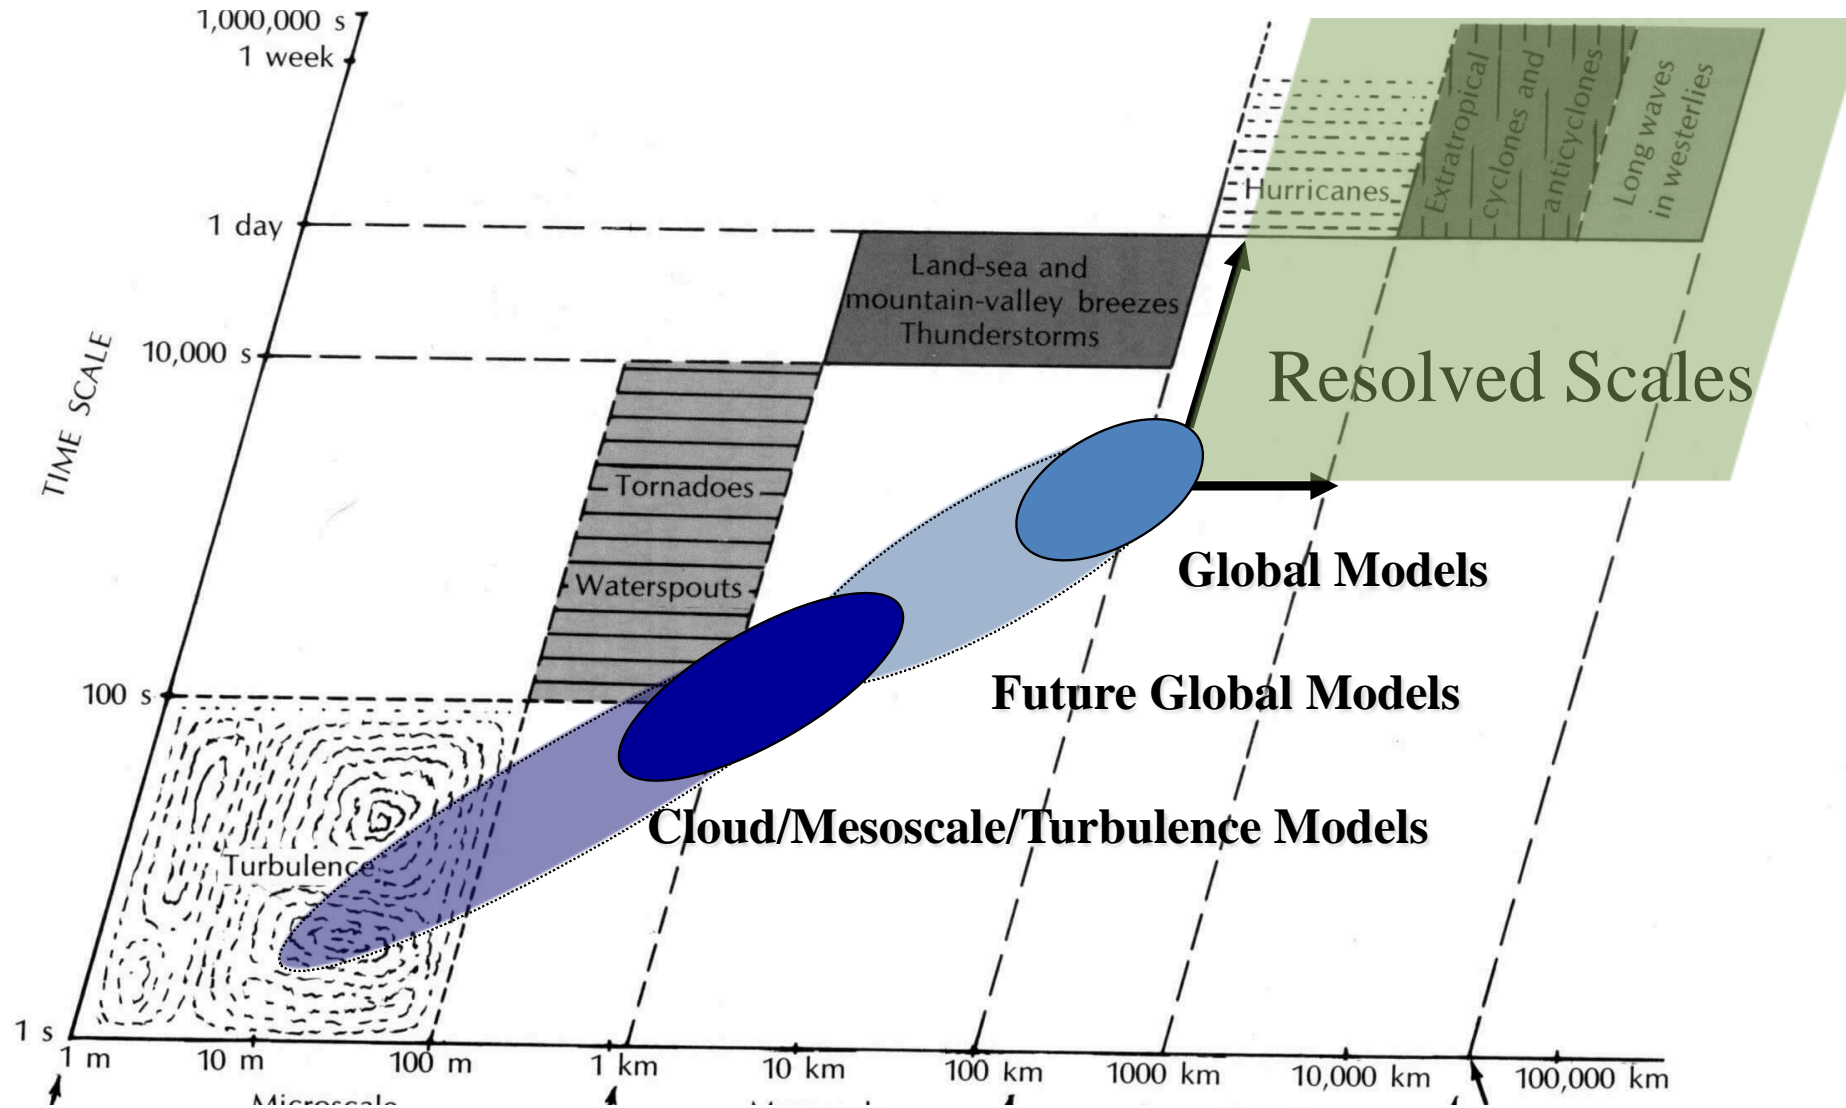 1,000,000 s
1 week
1 day
10,000 s
100 s
1 s
TIME SCALE
Hurricanes
Extratropical
cyclones and
anticyclones
Long waves
in westerlies
Land-sea and
mountain-valley breezes
Thunderstorms
Resolved Scales
Tornadoes
Waterspouts
Global Models
Future Global Models
Cloud/Mesoscale/Turbulence Models
Turbulence
1 m
10 m
100 m
1 km
10 km
100 km
1000 km
10,000 km
100,000 km
Microscale